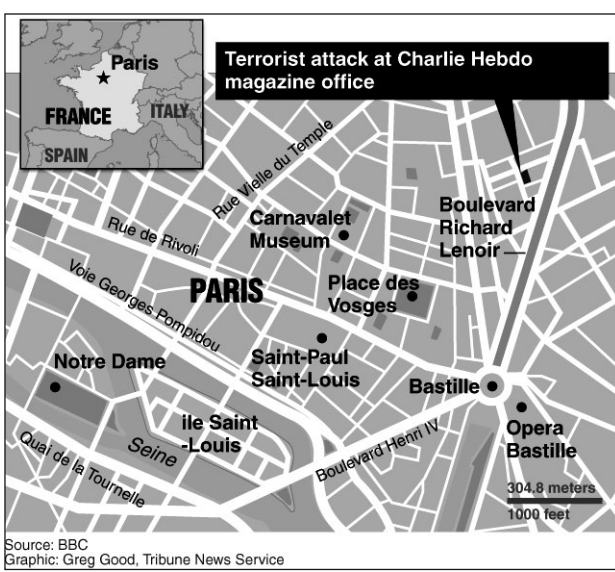 Paris
FRANCE
ITALY
SPAIN
Terrorist attack at Charlie Hebdo
magazine office
Rue Vielle du Temple
Boulevard
Richard
Lenoir
Carnavalet
Museum
Rue de Rivoli
PARIS
Place des
Vosges
Voie Georges Pompidou
Saint-Paul
Saint-Louis
Notre Dame
Bastille
ile Saint
-Louis
Opera
Bastille
Seine
Boulevard Henri IV
Quai de la Tournelle
304.8 meters
1000 feet
Source: BBC
Graphic: Greg Good, Tribune News Service